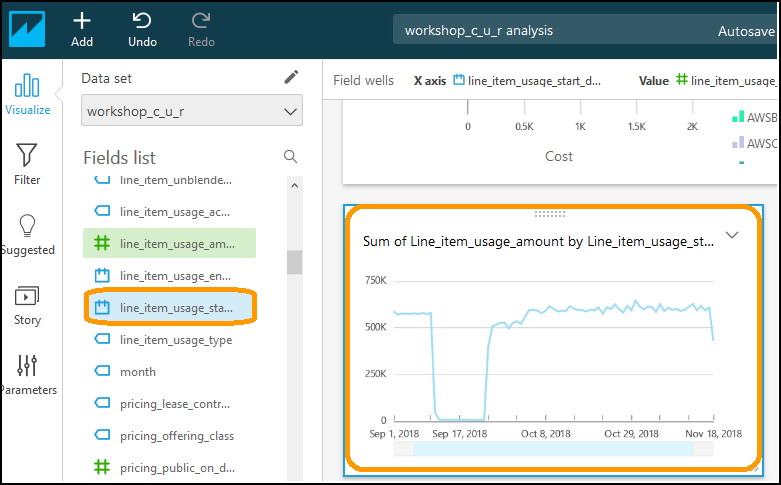 Add
Undo
Redo
workshop_c_u_r analysis
Autosave
Visualize
Filter
Suggested
Story
Parameters
Data set
workshop_c_u_r
Fields list
line_item_unblende...
line_item_usage_ac...
line_item_usage_am...
line_item_usage_en...
line_item_usage_sta...
line_item_usage_type
month
pricing_lease_contr...
pricing_offering_class
pricing_public_on_d...
Field wells
X axis
line_item_usage_start_d...
Value
line_item_usage_
0 0.5K 1K 1.5K 2K
Cost
AWSB
AWSC
Sum of Line_item_usage_amount by Line_item_usage_st...
750K
500K
250K
0
Sep 1, 2018 Sep 17, 2018 Oct 8, 2018 Oct 29, 2018 Nov 18, 2018